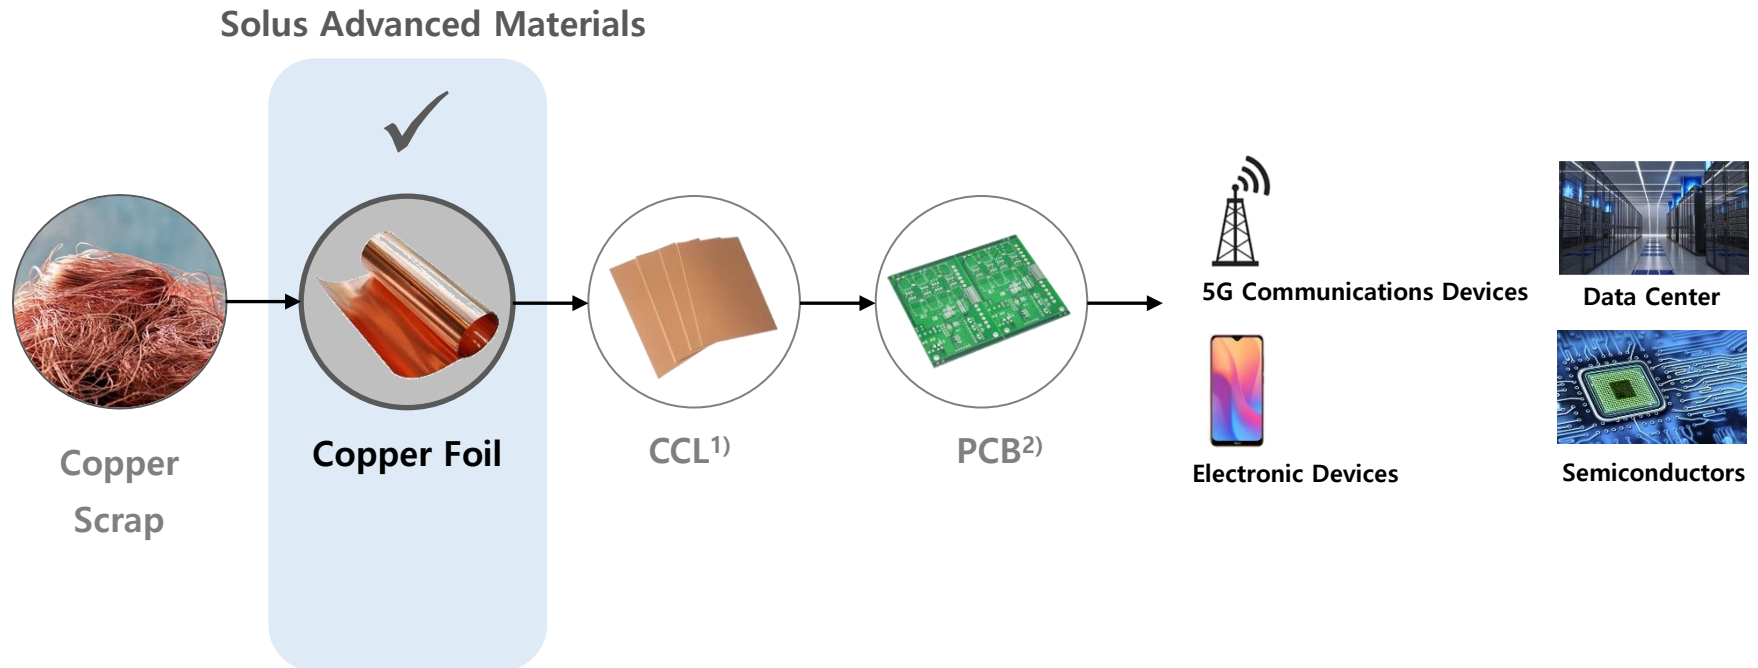 Solus Advanced Materials
Copper
Scrap
Copper Foil
CCL1)
PCB2)
5G Communications Devices
Data Center
Electronic Devices
Semiconductors